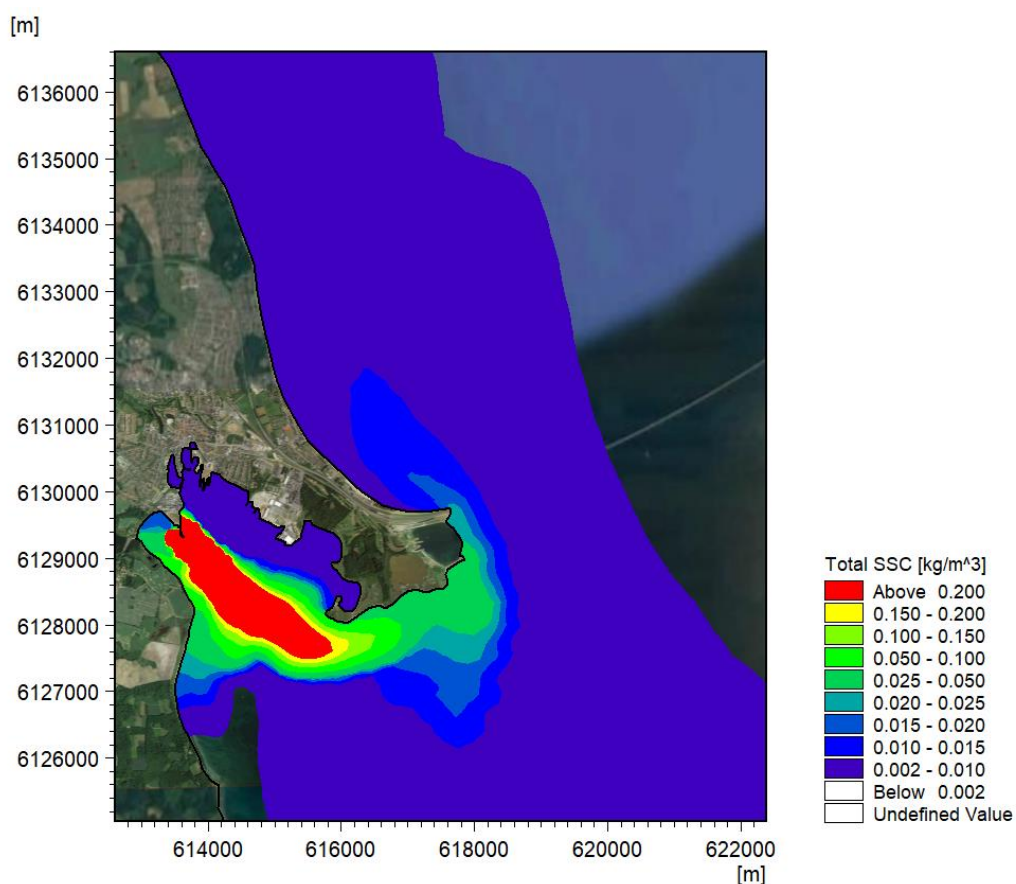 [m]
6136000
6135000
6134000
6133000
6132000
6131000
6130000
6129000
6128000
6127000
6126000
614000 616000 618000 620000 622000
[m]
Total SSC [kg/m^3]
Above 0.200
0.150 - 0.200
0.100 - 0.150
0.050 - 0.100
0.025 - 0.050
0.020 - 0.025
0.015 - 0.020
0.010 - 0.015
0.002 - 0.010
Below 0.002
Undefined Value